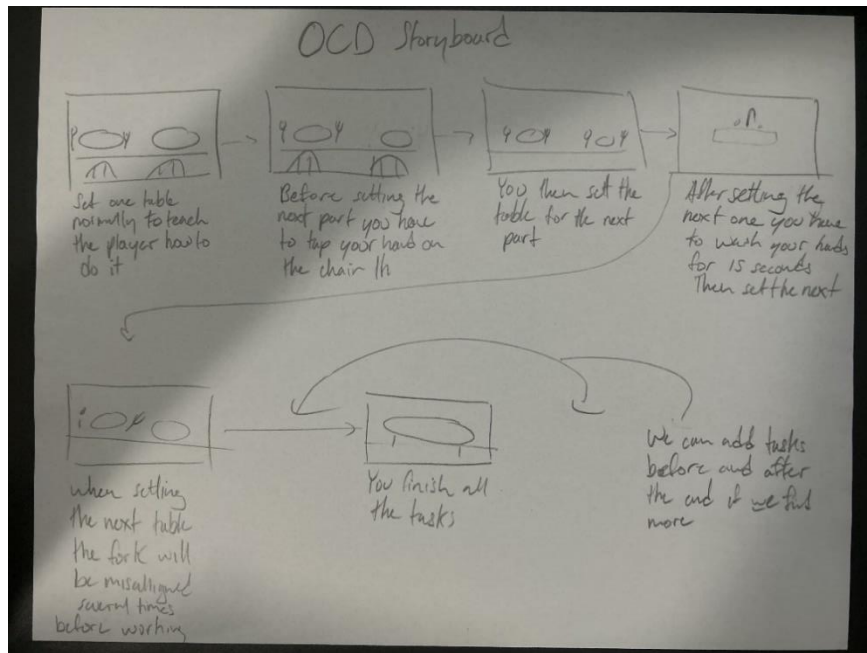 OCD Storyboard
Set one table
normally to teach
the player how to
do it
Before setting the
next part you have
to tap your hand on
the chair
You then set the
table for the next
part
After setting the
next one you have
to wash your hands
for 15 seconds
Then set the next
when setting
the next table
the fork will
be misalligned
several times
before working
You finish all
the tasks
We can add tasks
before and after
the end if we find
more